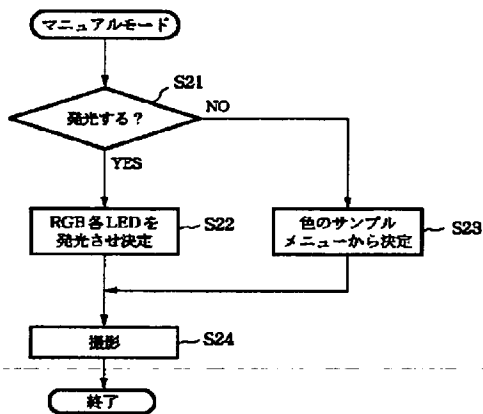 マニュアルモード
S21
発光する？
NO
YES
RGB各LEDを
発光させ決定
S22
色のサンプル
メニューから決定
S23
撮影
S24
終了